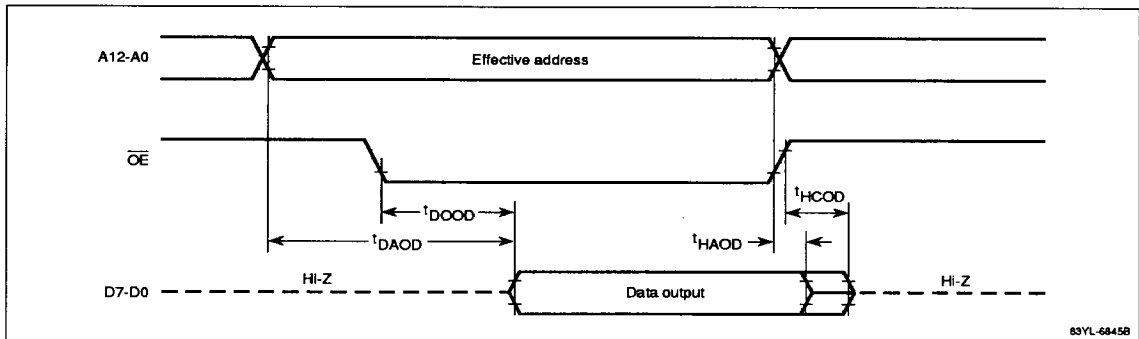 A12-A0
Effective address
OE
tHCOD
tDOOD
tDAOD
tHAOD
Hi-Z
Hi-Z
D7-D0
Data output
83YL-6845B